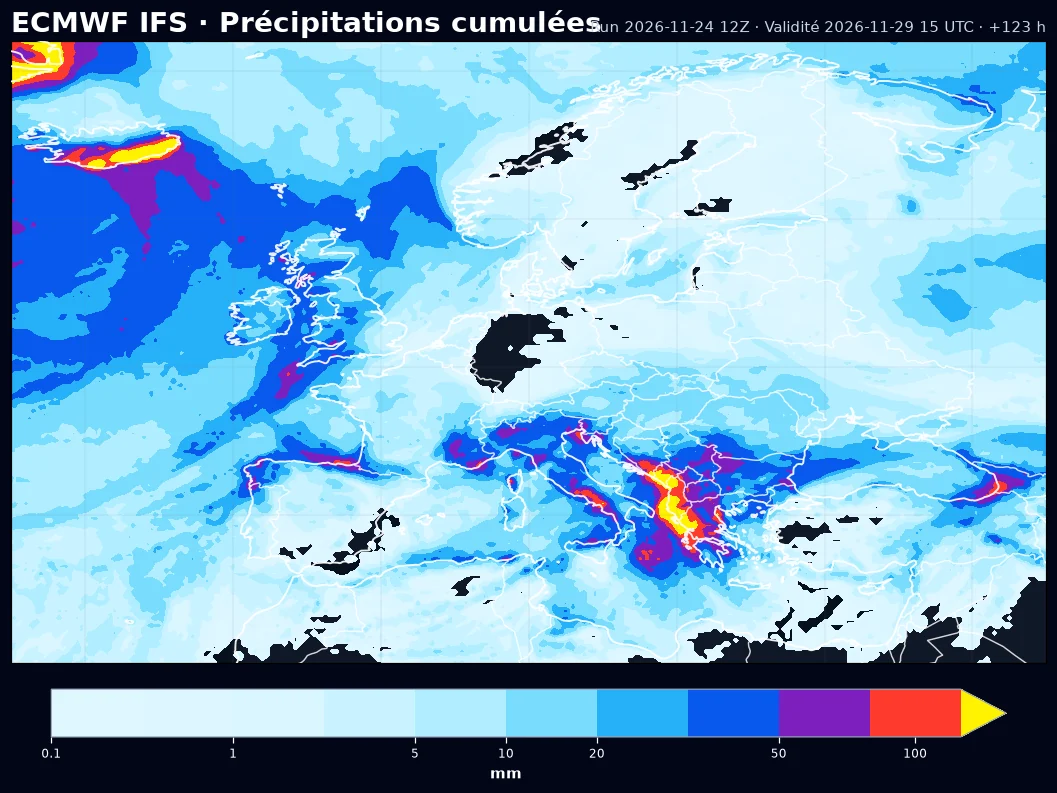 ECMWF IFS · Précipitations cumulées
Run 2026-11-24 12Z · Validité 2026-11-29 15 UTC · +123 h
0.1 1 5 10 20 50 100
mm